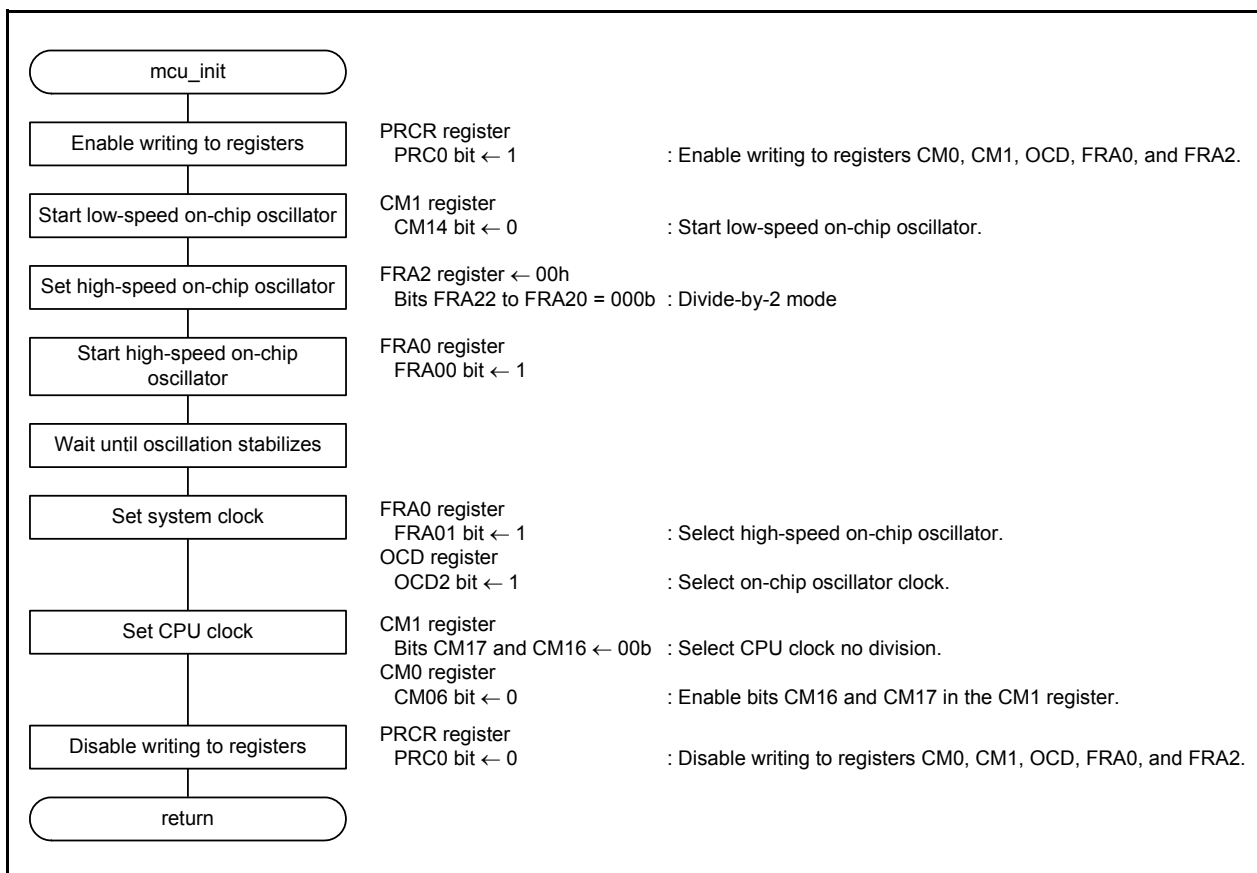 mcu_init
Enable writing to registers
PRCR register
PRC0 bit ← 1 : Enable writing to registers CM0, CM1, OCD, FRA0, and FRA2.
Start low-speed on-chip oscillator
CM1 register
CM14 bit ← 0 : Start low-speed on-chip oscillator.
Set high-speed on-chip oscillator
FRA2 register ← 00h
Bits FRA22 to FRA20 = 000b : Divide-by-2 mode
Start high-speed on-chip
oscillator
FRA0 register
FRA00 bit ← 1
Wait until oscillation stabilizes
Set system clock
FRA0 register
FRA01 bit ← 1 : Select high-speed on-chip oscillator.
OCD register
OCD2 bit ← 1 : Select on-chip oscillator clock.
Set CPU clock
CM1 register
Bits CM17 and CM16 ← 00b : Select CPU clock no division.
CM0 register
CM06 bit ← 0 : Enable bits CM16 and CM17 in the CM1 register.
Disable writing to registers
PRCR register
PRC0 bit ← 0 : Disable writing to registers CM0, CM1, OCD, FRA0, and FRA2.
return